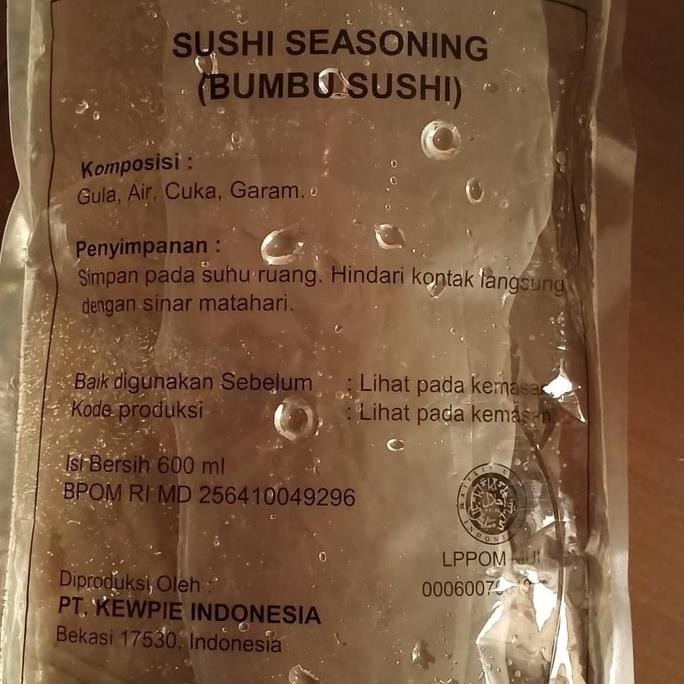 SUSHI SEASONING
(BUMBU SUSHI)
Komposisi :
Gula, Air, Cuka, Garam.
Penyimpanan :
Simpan pada suhu ruang. Hindari kontak langsung
dengan sinar matahari.
Baik digunakan Sebelum : Lihat pada kemasan
Kode produksi : Lihat pada kemasan
Isi Bersih 600 ml
BPOM RI MD 256410049296
LPPOM
Diproduksi Oleh :
PT. KEWPIE INDONESIA
Bekasi 17530, Indonesia